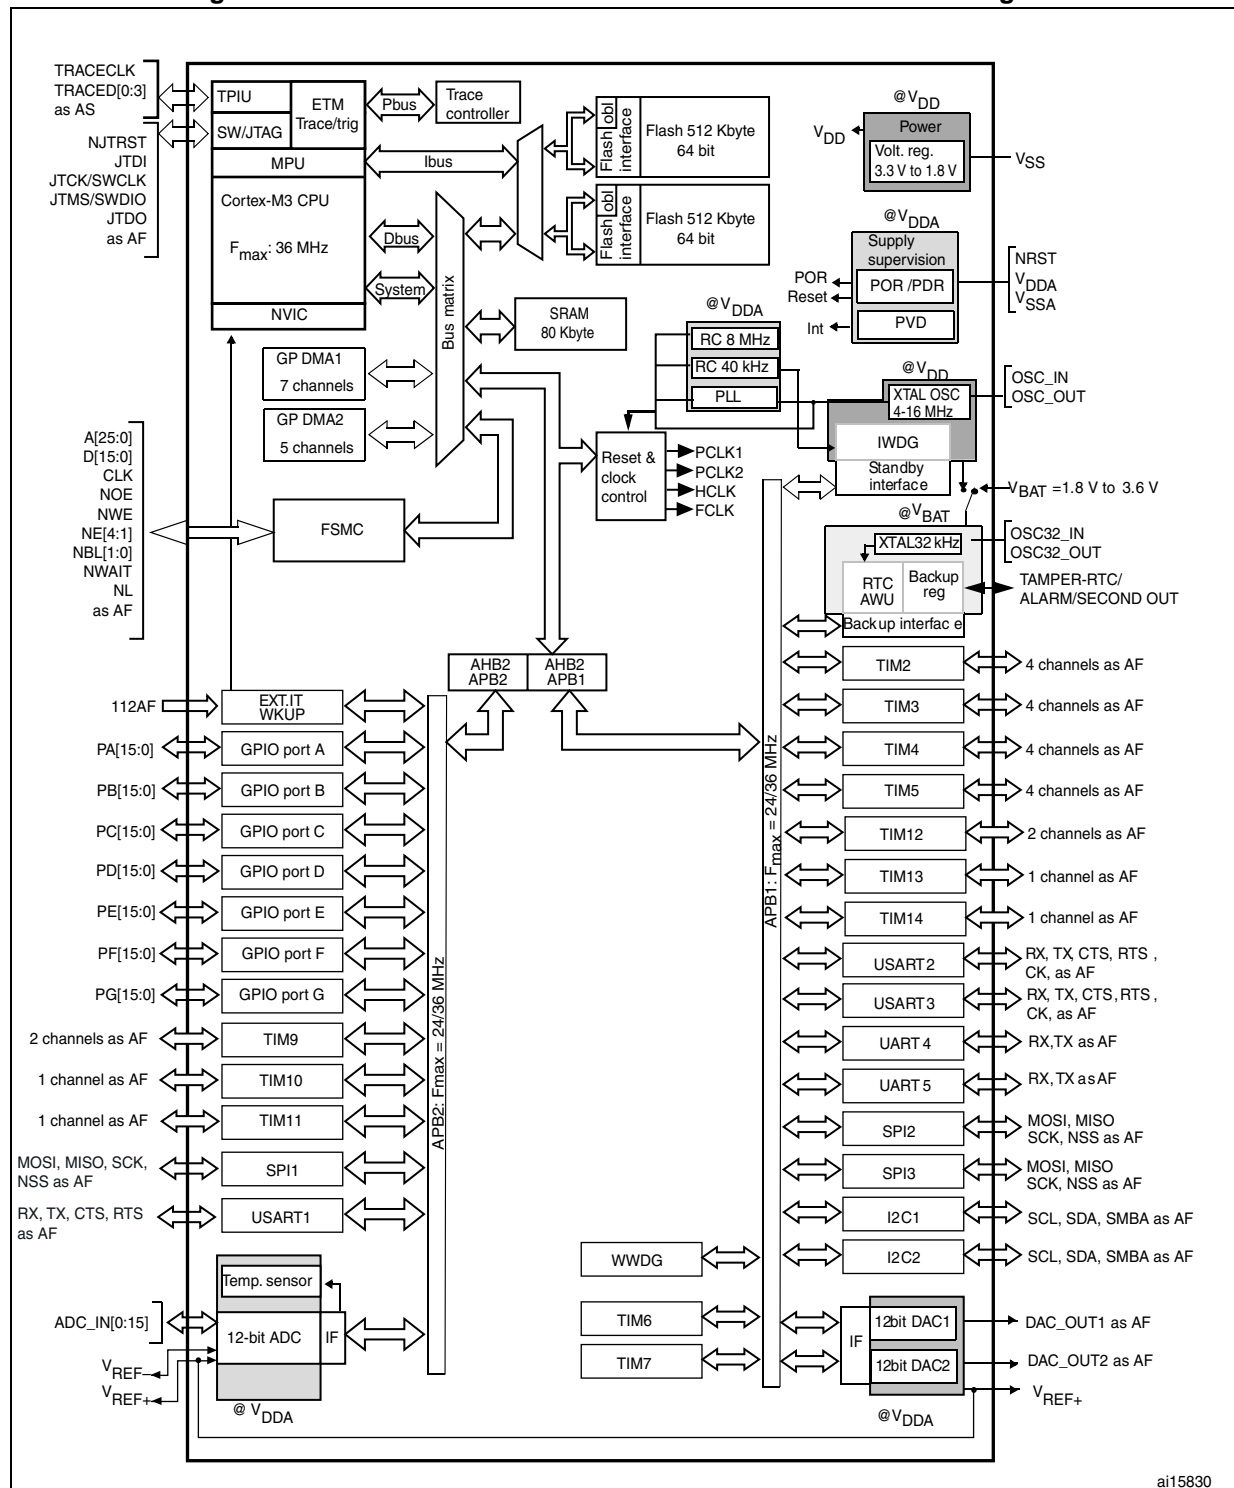 TRACECLK
TRACED[0:3]
as AS
NJTRST
JTDI
JTCK/SWCLK
JTMS/SWDIO
JTDO
as AF
TPIU
ETM
Trace/trig
SW/JTAG
MPU
Cortex-M3 CPU
Fmax: 36 MHz
NVIC
Pbus
Trace
controller
Ibus
Dbus
System
Bus matrix
Flash obl
interface
Flash 512 Kbyte
64 bit
Flash obl
interface
Flash 512 Kbyte
64 bit
SRAM
80 Kbyte
GP DMA1
7 channels
GP DMA2
5 channels
@VDD
VDD
Power
Volt. reg.
3.3 V to 1.8 V
VSS
@VDDA
Supply
supervision
POR
Reset
POR /PDR
Int
PVD
NRST
VDDA
VSSA
@VDDA
RC 8 MHz
RC 40 kHz
PLL
@VDD
XTAL OSC
4-16 MHz
OSC_IN
OSC_OUT
IWDG
Standby
interface
Reset &
clock
control
PCLK1
PCLK2
HCLK
FCLK
VBAT =1.8 V to 3.6 V
@VBAT
XTAL32 kHz
OSC32_IN
OSC32_OUT
RTC
AWU
Backup
reg
TAMPER-RTC/
ALARM/SECOND OUT
Backup interfac e
A[25:0]
D[15:0]
CLK
NOE
NWE
NE[4:1]
NBL[1:0]
NWAIT
NL
as AF
FSMC
AHB2
APB2
AHB2
APB1
112AF
EXT.IT
WKUP
PA[15:0]
GPIO port A
PB[15:0]
GPIO port B
PC[15:0]
GPIO port C
PD[15:0]
GPIO port D
PE[15:0]
GPIO port E
PF[15:0]
GPIO port F
PG[15:0]
GPIO port G
2 channels as AF
TIM9
1 channel as AF
TIM10
1 channel as AF
TIM11
MOSI, MISO, SCK,
NSS as AF
SPI1
RX, TX, CTS, RTS
as AF
USART1
Temp. sensor
ADC_IN[0:15]
12-bit ADC
IF
VREF–
VREF+
@ VDDA
APB2: Fmax = 24/36 MHz
APB1: Fmax = 24/36 MHz
TIM2
4 channels as AF
TIM3
4 channels as AF
TIM4
4 channels as AF
TIM5
4 channels as AF
TIM12
2 channels as AF
TIM13
1 channel as AF
TIM14
1 channel as AF
USART2
RX, TX, CTS, RTS ,
CK, as AF
USART3
RX, TX, CTS, RTS ,
CK, as AF
UART4
RX,TX as AF
UART5
RX, TX as AF
SPI2
MOSI, MISO
SCK, NSS as AF
SPI3
MOSI, MISO
SCK, NSS as AF
I2C1
SCL, SDA, SMBA as AF
I2C2
SCL, SDA, SMBA as AF
WWDG
TIM6
TIM7
IF
12bit DAC1
DAC_OUT1 as AF
12bit DAC2
DAC_OUT2 as AF
VREF+
@VDDA
ai15830